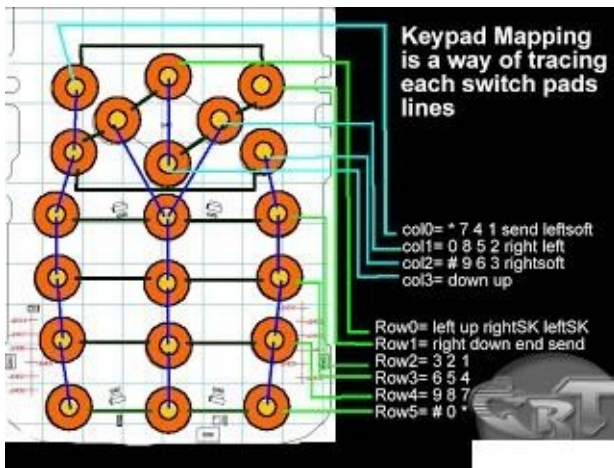 Keypad Mapping
is a way of tracing
each switch pads
lines
col0= * 7 4 1 send leftsoft
col1= 0 8 5 2 right left
col2= # 9 6 3 rightsoft
col3= down up
Row0= left up rightSK leftSK
Row1= right down end send
Row2= 3 2 1
Row3= 6 5 4
Row4= 9 8 7
Row5= # 0 *
GRT